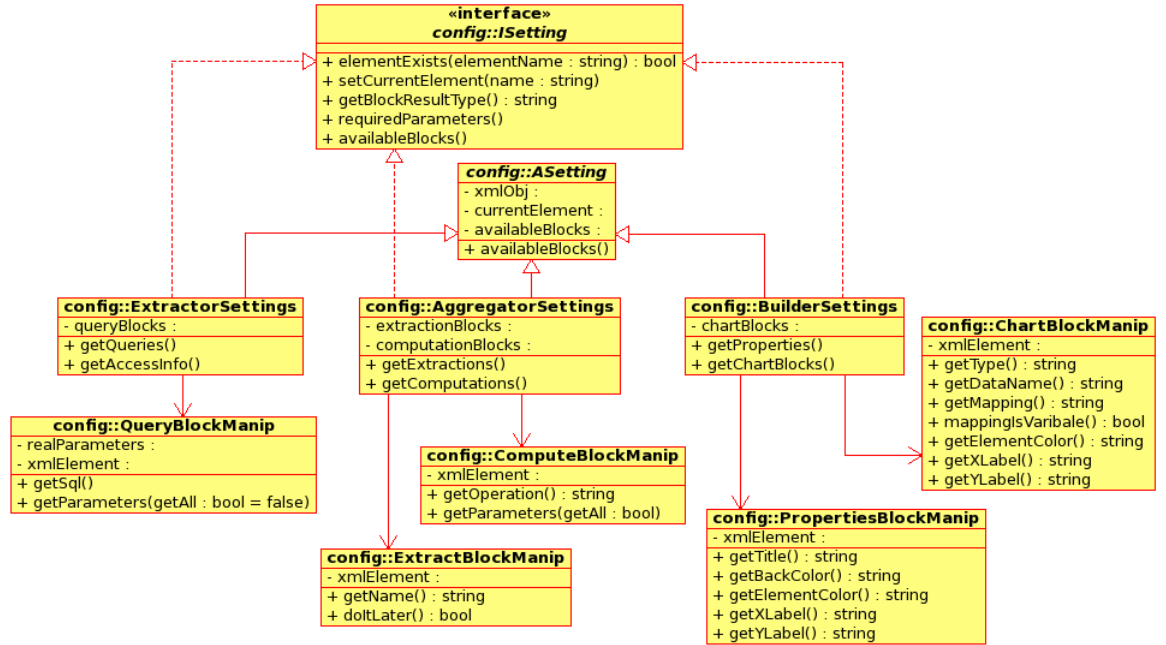 «interface»
config::ISetting
+ elementExists(elementName : string) : bool
+ setCurrentElement(name : string)
+ getBlockResultType() : string
+ requiredParameters()
+ availableBlocks()
config::ASetting
- xmlObj :
- currentElement :
- availableBlocks :
+ availableBlocks()
config::ExtractorSettings
- queryBlocks :
+ getQueries()
+ getAccessInfo()
config::AggregatorSettings
- extractionBlocks :
- computationBlocks :
+ getExtractions()
+ getComputations()
config::BuilderSettings
- chartBlocks :
+ getProperties()
+ getChartBlocks()
config::ChartBlockManip
- xmlElement :
+ getType() : string
+ getDataName() : string
+ getMapping() : string
+ mappingIsVaribale() : bool
+ getElementColor() : string
+ getXLabel() : string
+ getYLabel() : string
config::QueryBlockManip
- realParameters :
- xmlElement :
+ getSql()
+ getParameters(getAll : bool = false)
config::ComputeBlockManip
- xmlElement :
+ getOperation() : string
+ getParameters(getAll : bool)
config::ExtractBlockManip
- xmlElement :
+ getName() : string
+ doItLater() : bool
config::PropertiesBlockManip
- xmlElement :
+ getTitle() : string
+ getBackColor() : string
+ getElementColor() : string
+ getXLabel() : string
+ getYLabel() : string